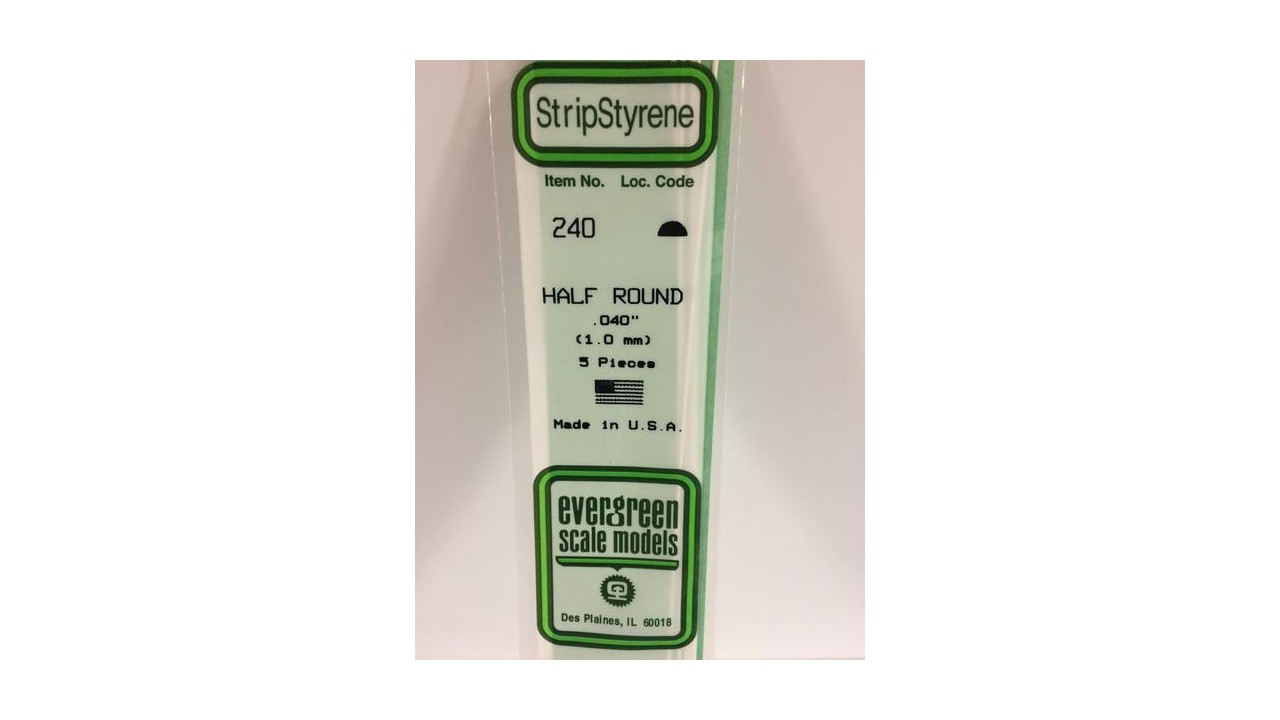 StripStyrene
Item No. Loc. Code
240
HALF ROUND
.040"
(1.0 mm)
5 Pieces
Made in U.S.A.
evergreen
scale models
Des Plaines, IL 60018